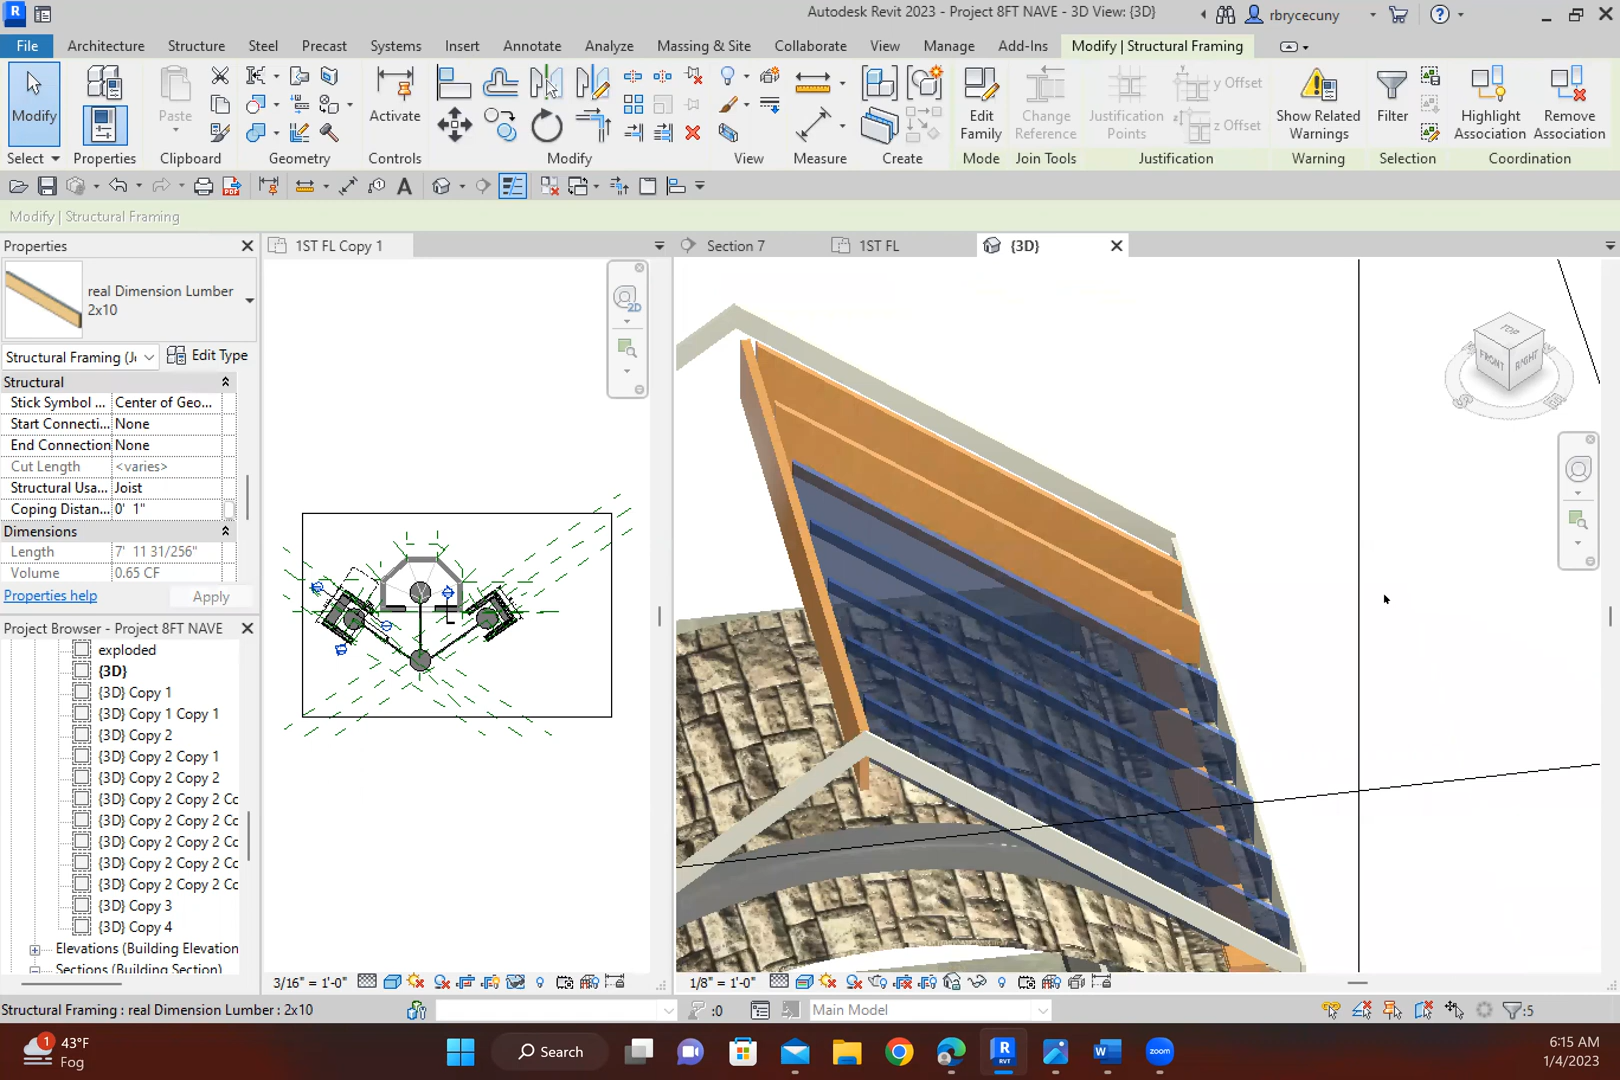 Autodesk Revit 2023 - Project 8FT NAVE - 3D View: {3D}
rbrycecuny
File Architecture Structure Steel Precast Systems Insert Annotate Analyze Massing & Site Collaborate View Manage Add-Ins Modify | Structural Framing
Modify
Paste
Activate
Edit Family
Change Reference
Justification Points
y Offset
z Offset
Show Related Warnings
Filter
Highlight Association
Remove Association
Select Properties Clipboard Geometry Controls Modify View Measure Create Mode Join Tools Justification Warning Selection Coordination
Modify | Structural Framing
Properties
1ST FL Copy 1
Section 7
1ST FL
{3D}
real Dimension Lumber
2x10
Structural Framing (Jo
Edit Type
Structural
Stick Symbol ... Center of Geo...
Start Connecti... None
End Connection None
Cut Length <varies>
Structural Usa... Joist
Coping Distan... 0' 1"
Dimensions
Length 7' 11 31/256"
Volume 0.65 CF
Properties help
Apply
Project Browser - Project 8FT NAVE
exploded
{3D}
{3D} Copy 1
{3D} Copy 1 Copy 1
{3D} Copy 2
{3D} Copy 2 Copy 1
{3D} Copy 2 Copy 2
{3D} Copy 2 Copy 2 Cc
{3D} Copy 2 Copy 2 Cc
{3D} Copy 2 Copy 2 Cc
{3D} Copy 2 Copy 2 Cc
{3D} Copy 2 Copy 2 Cc
{3D} Copy 3
{3D} Copy 4
Elevations (Building Elevation
Sections (Building Section)
2D
TOP
FRONT
RIGHT
3/16" = 1'-0"
1/8" = 1'-0"
Structural Framing : real Dimension Lumber : 2x10
:0
Main Model
:5
1
43°F
Fog
Search
zoom
6:15 AM
1/4/2023